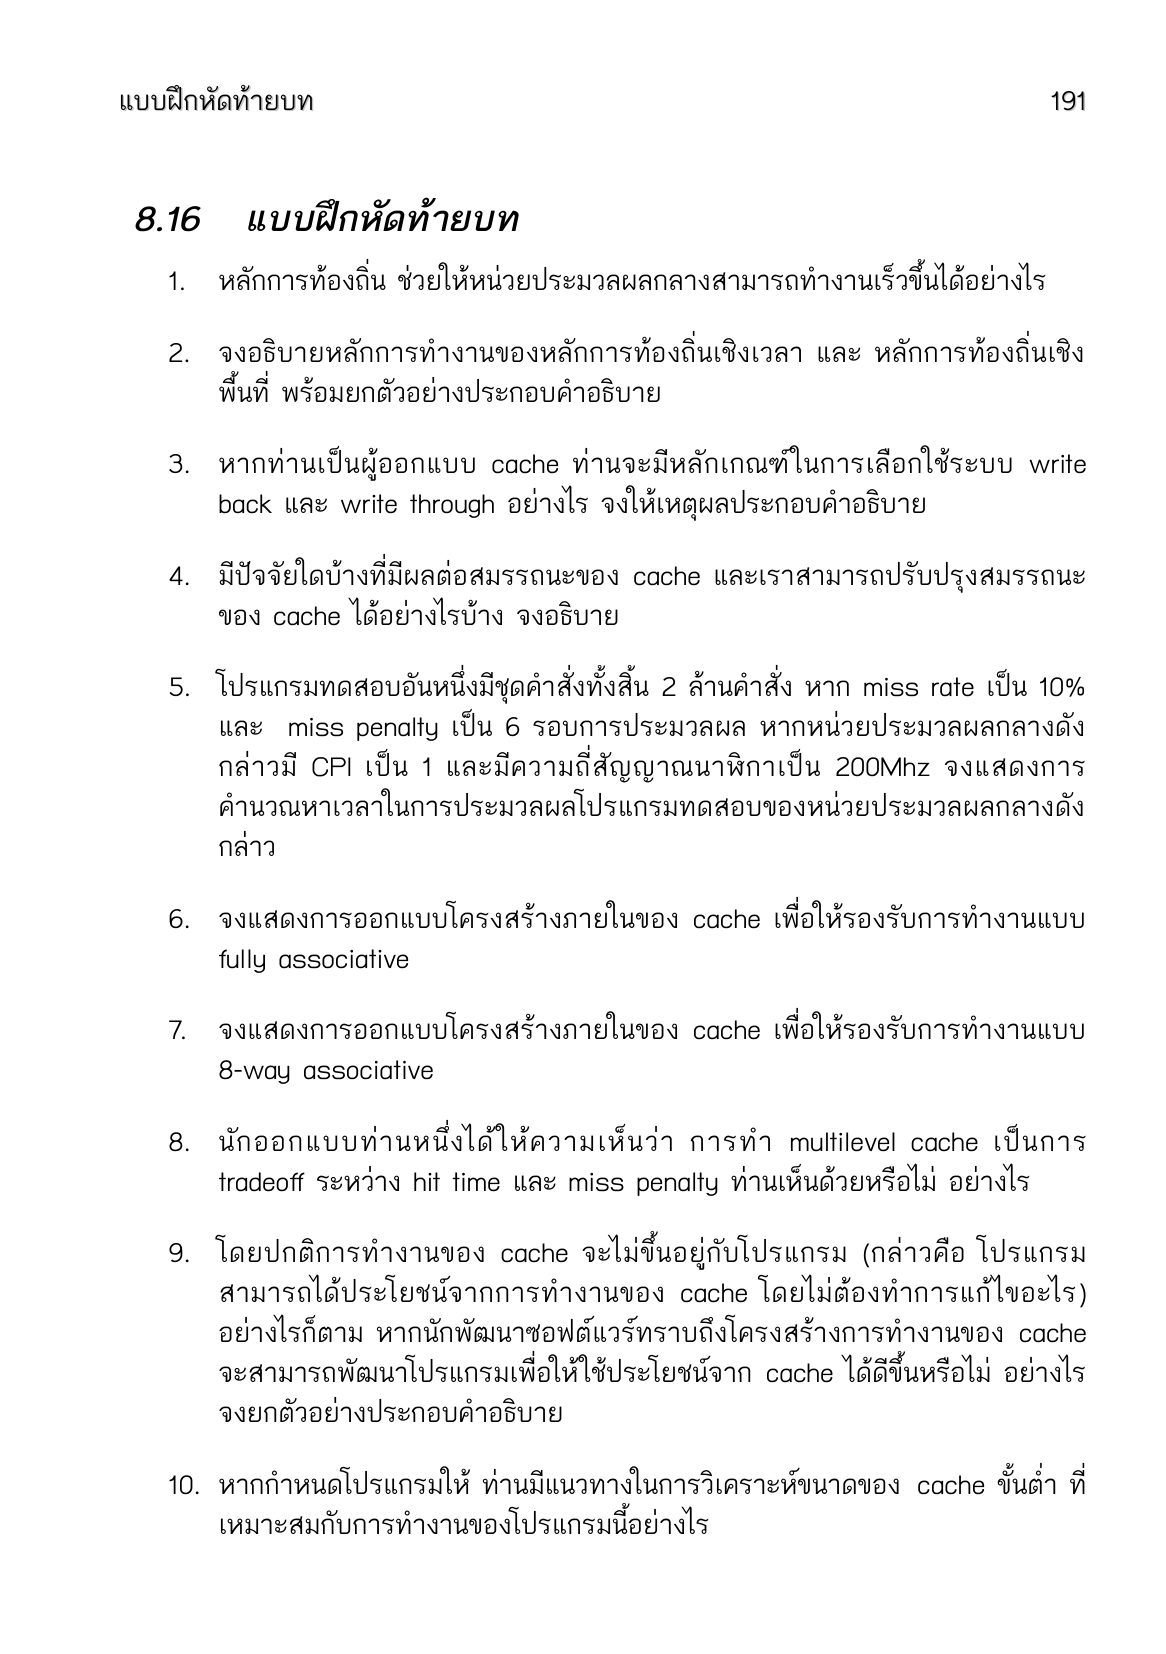 แบบฝึกหัดท้ายบท 191
8.16 แบบฝึกหัดท้ายบท
1. หลักการท้องถิ่น ช่วยให้หน่วยประมวลผลกลางสามารถทำงานเร็วขึ้นได้อย่างไร
2. จงอธิบายหลักการทำงานของหลักการท้องถิ่นเชิงเวลา และ หลักการท้องถิ่นเชิง
พื้นที่ พร้อมยกตัวอย่างประกอบคำอธิบาย
3. หากท่านเป็นผู้ออกแบบ cache ท่านจะมีหลักเกณฑ์ในการเลือกใช้ระบบ write
back และ write through อย่างไร จงให้เหตุผลประกอบคำอธิบาย
4. มีปัจจัยใดบ้างที่มีผลต่อสมรรถนะของ cache และเราสามารถปรับปรุงสมรรถนะ
ของ cache ได้อย่างไรบ้าง จงอธิบาย
5. โปรแกรมทดสอบอันหนึ่งมีชุดคำสั่งทั้งสิ้น 2 ล้านคำสั่ง หาก miss rate เป็น 10%
และ miss penalty เป็น 6 รอบการประมวลผล หากหน่วยประมวลผลกลางดัง
กล่าวมี CPI เป็น 1 และมีความถี่สัญญาณนาฬิกาเป็น 200Mhz จงแสดงการ
คำนวณหาเวลาในการประมวลผลโปรแกรมทดสอบของหน่วยประมวลผลกลางดัง
กล่าว
6. จงแสดงการออกแบบโครงสร้างภายในของ cache เพื่อให้รองรับการทำงานแบบ
fully associative
7. จงแสดงการออกแบบโครงสร้างภายในของ cache เพื่อให้รองรับการทำงานแบบ
8-way associative
8. นักออกแบบท่านหนึ่งได้ให้ความเห็นว่า การทำ multilevel cache เป็นการ
tradeoff ระหว่าง hit time และ miss penalty ท่านเห็นด้วยหรือไม่ อย่างไร
9. โดยปกติการทำงานของ cache จะไม่ขึ้นอยู่กับโปรแกรม (กล่าวคือ โปรแกรม
สามารถได้ประโยชน์จากการทำงานของ cache โดยไม่ต้องทำการแก้ไขอะไร)
อย่างไรก็ตาม หากนักพัฒนาซอฟต์แวร์ทราบถึงโครงสร้างการทำงานของ cache
จะสามารถพัฒนาโปรแกรมเพื่อให้ใช้ประโยชน์จาก cache ได้ดีขึ้นหรือไม่ อย่างไร
จงยกตัวอย่างประกอบคำอธิบาย
10. หากกำหนดโปรแกรมให้ ท่านมีแนวทางในการวิเคราะห์ขนาดของ cache ขั้นต่ำ ที่
เหมาะสมกับการทำงานของโปรแกรมนี้อย่างไร